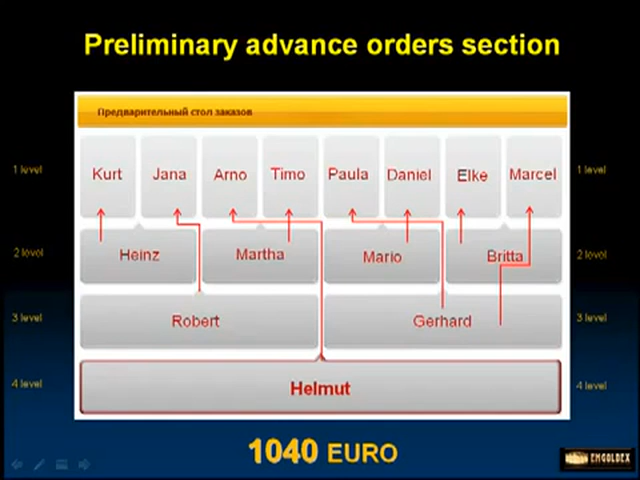 Preliminary advance orders section
Предварительный стол заказов
1 level
Kurt Jana Arno Timo Paula Daniel Elke Marcel
1 level
2 level
Heinz Martha Mario Britta
2 level
3 level
Robert Gerhard
3 level
4 level
Helmut
4 level
1040 EURO
EMGOLDEX